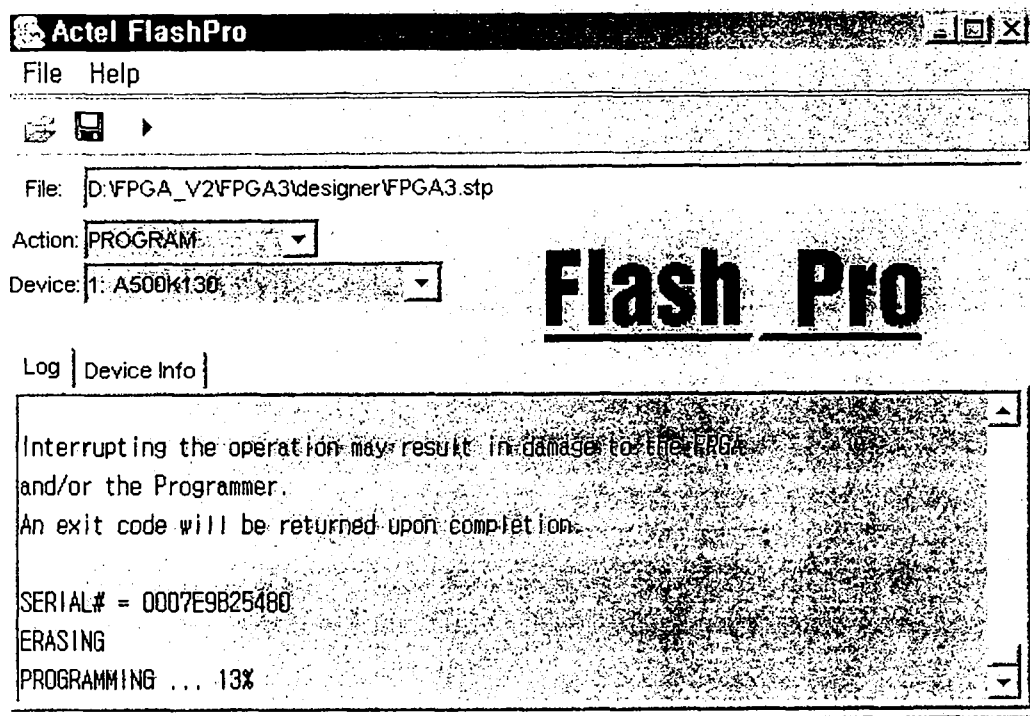 Actel FlashPro
File Help
File: D:\FPGA_V2\FPGA3\designer\FPGA3.stp
Action: PROGRAM
Device: 1: A500K130
Flash Pro
Log Device Info
Interrupting the operation may result in damage to the FPGA
and/or the Programmer.
An exit code will be returned upon completion.
SERIAL# = 0007E9B25480
ERASING
PROGRAMMING ... 13%